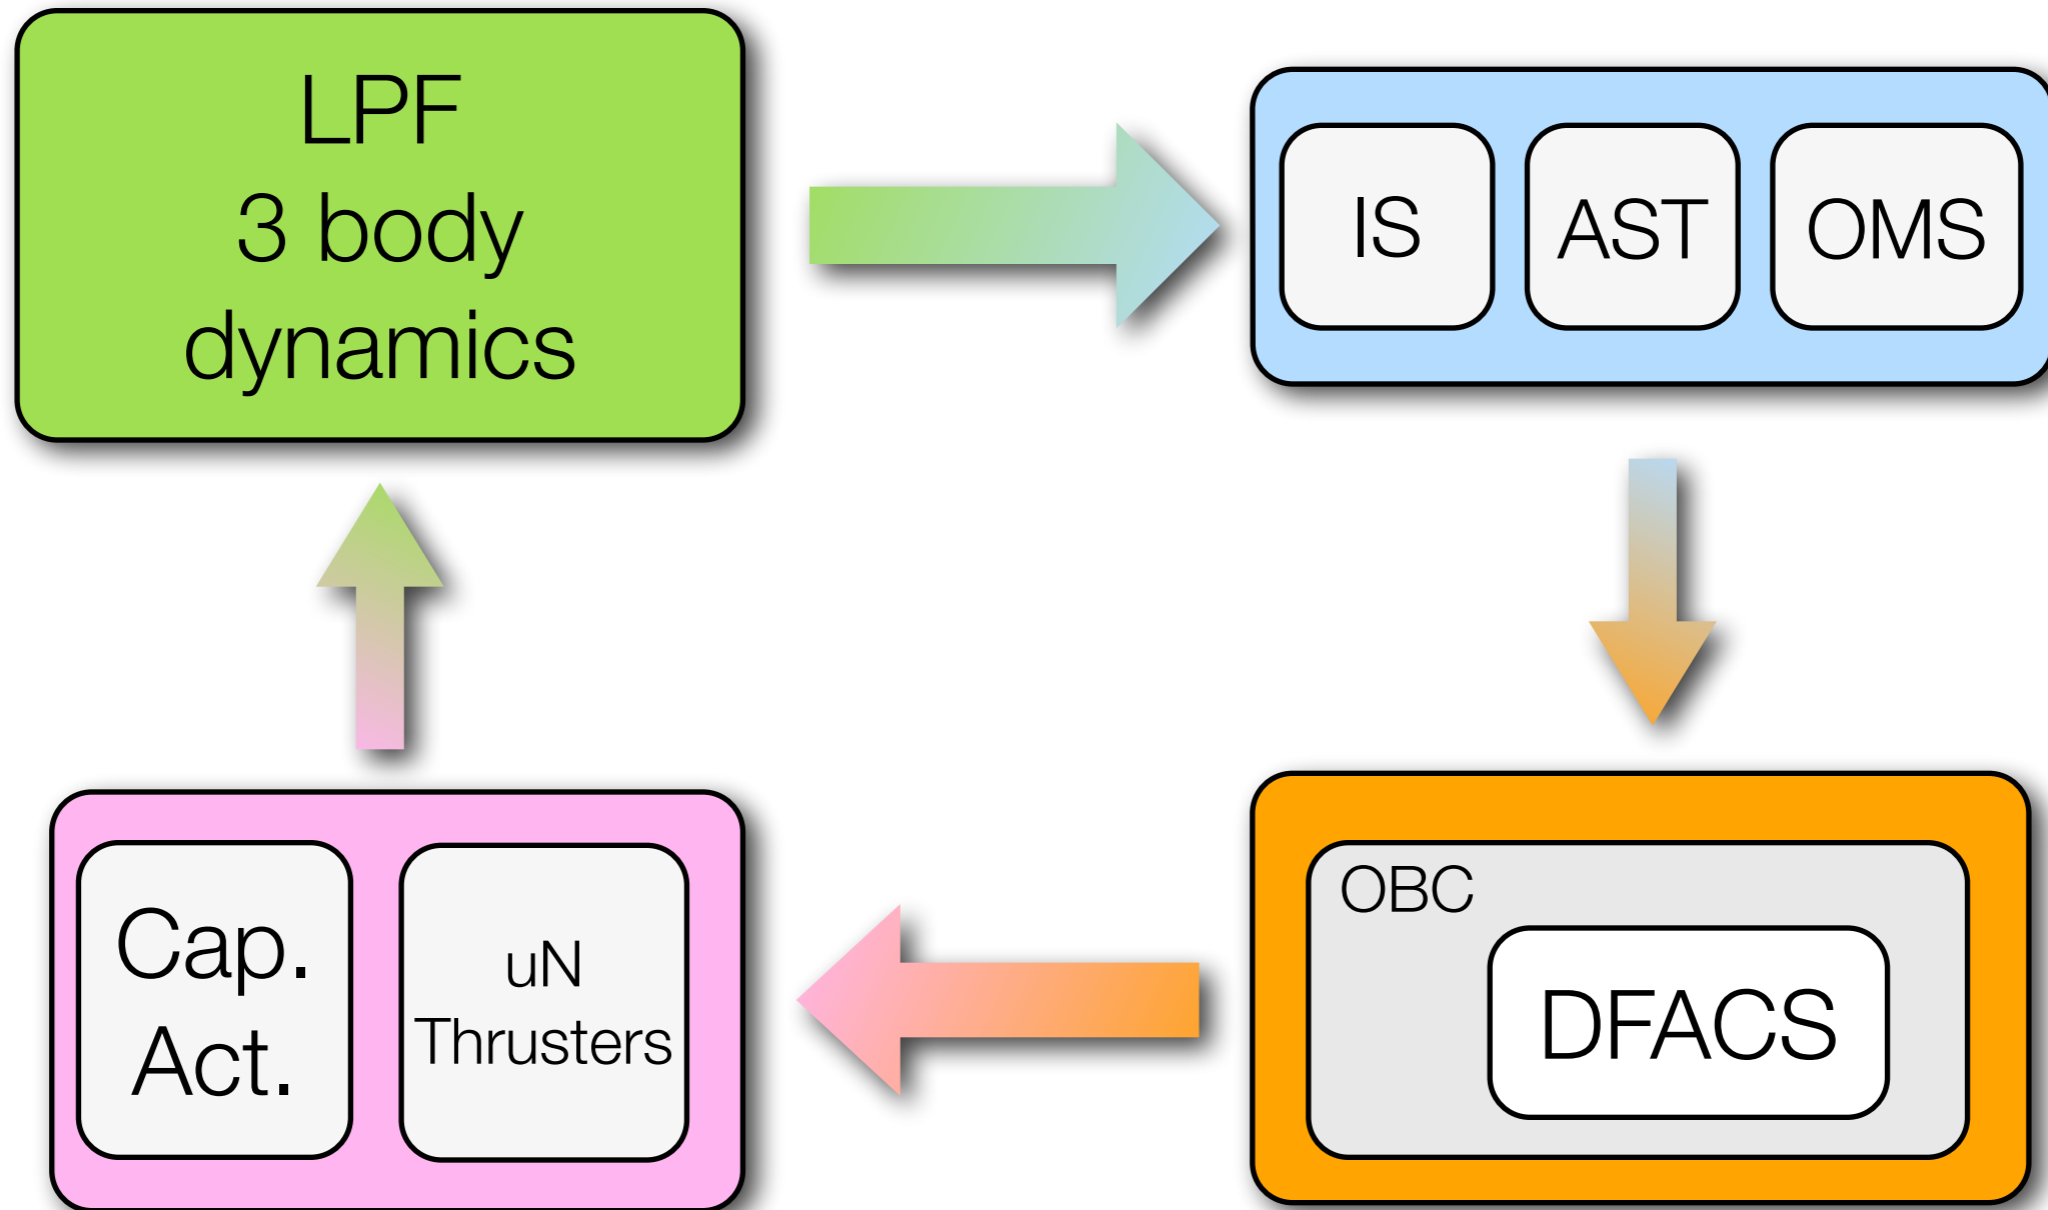 LPF
3 body
dynamics
IS
AST
OMS
Cap.
Act.
uN
Thrusters
OBC
DFACS